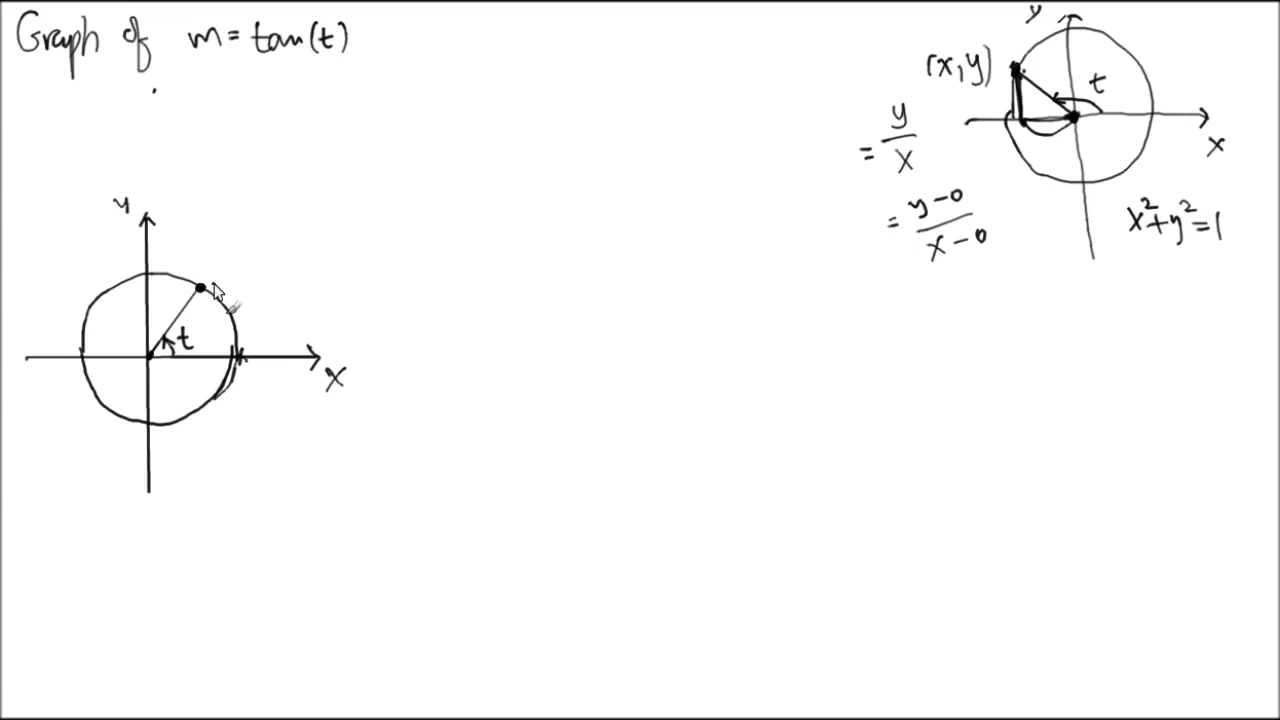 Graph of m = tan(t)
y
(x, y)
t
= y/x
x
= y-0/x-0
x²+y²=1
y
t
x